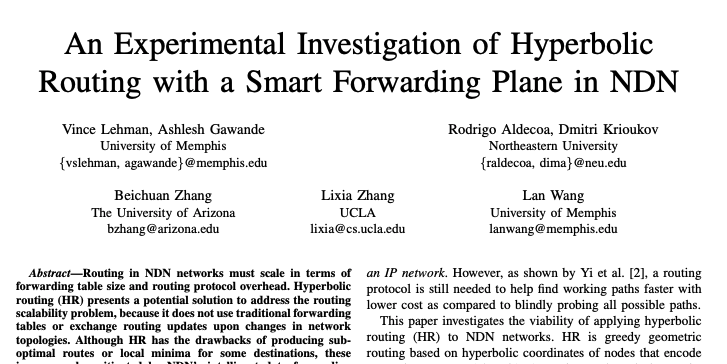 An Experimental Investigation of Hyperbolic
Routing with a Smart Forwarding Plane in NDN
Vince Lehman, Ashlesh Gawande
University of Memphis
{vslehman, agawande}@memphis.edu
Rodrigo Aldecoa, Dmitri Krioukov
Northeastern University
{raldecoa, dima}@neu.edu
Beichuan Zhang
The University of Arizona
bzhang@arizona.edu
Lixia Zhang
UCLA
lixia@cs.ucla.edu
Lan Wang
University of Memphis
lanwang@memphis.edu
Abstract—Routing in NDN networks must scale in terms of
forwarding table size and routing protocol overhead. Hyperbolic
routing (HR) presents a potential solution to address the routing
scalability problem, because it does not use traditional forwarding
tables or exchange routing updates upon changes in network
topologies. Although HR has the drawbacks of producing sub-
optimal routes or local minima for some destinations, these
an IP network. However, as shown by Yi et al. [2], a routing
protocol is still needed to help find working paths faster with
lower cost as compared to blindly probing all possible paths.
This paper investigates the viability of applying hyperbolic
routing (HR) to NDN networks. HR is greedy geometric
routing based on hyperbolic coordinates of nodes that encode